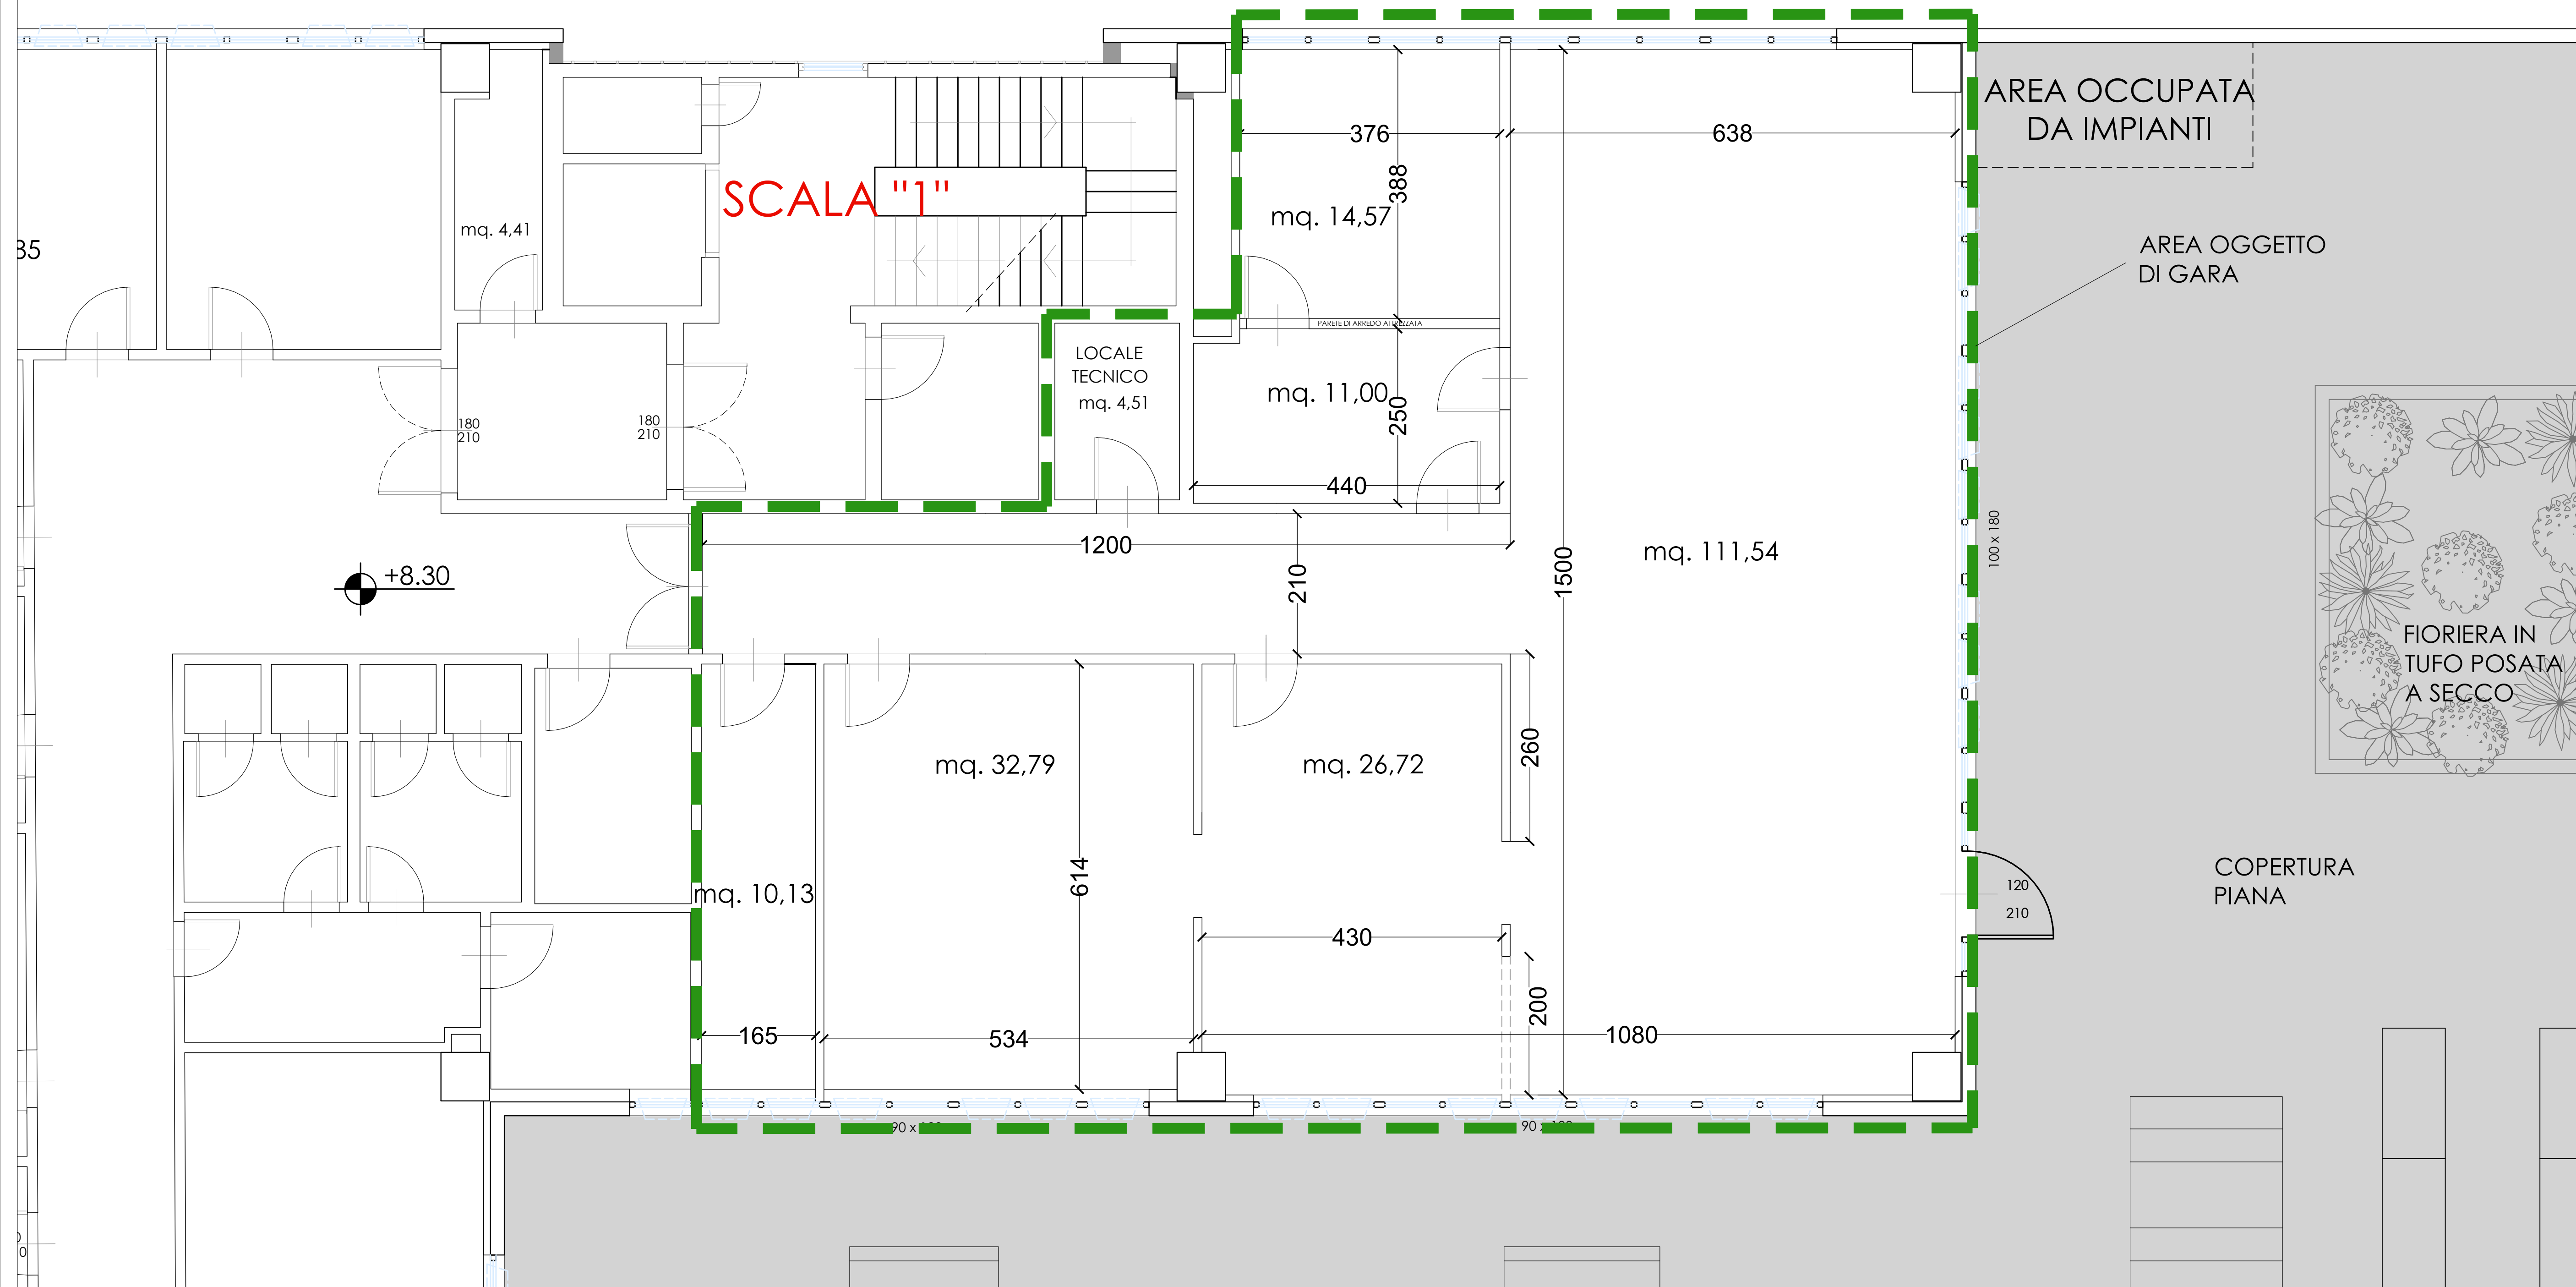 AREA OCCUPATA
DA IMPIANTI
376
638
388
SCALA "1"
mq. 14,57
mq. 4,41
35
AREA OGGETTO
DI GARA
PARETE DI ARREDO ATTREZZATA
LOCALE
TECNICO
mq. 4,51
mq. 11,00
250
180
210
180
210
440
1200
210
1500
mq. 111,54
100 x 180
+8.30
FIORIERA IN
TUFO POSATA
A SECCO
260
mq. 32,79
mq. 26,72
614
mq. 10,13
COPERTURA
PIANA
120
210
430
200
165
534
1080
90 x
90
0